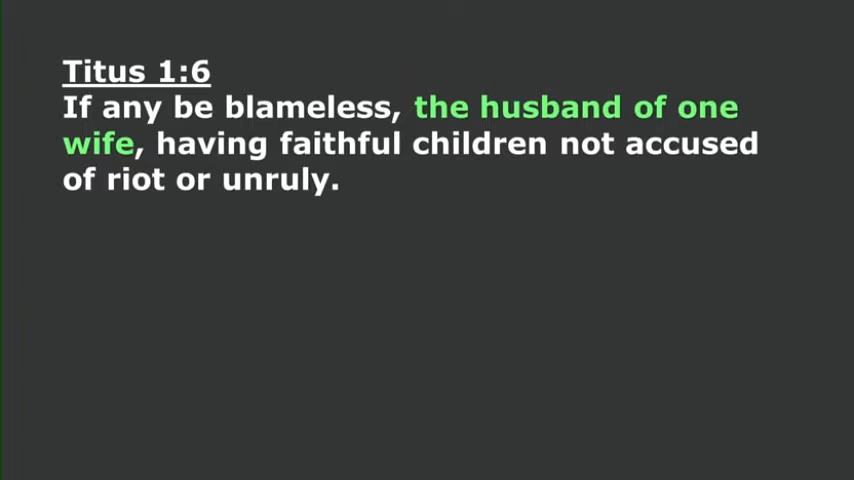 Titus 1:6
If any be blameless, the husband of one
wife, having faithful children not accused
of riot or unruly.